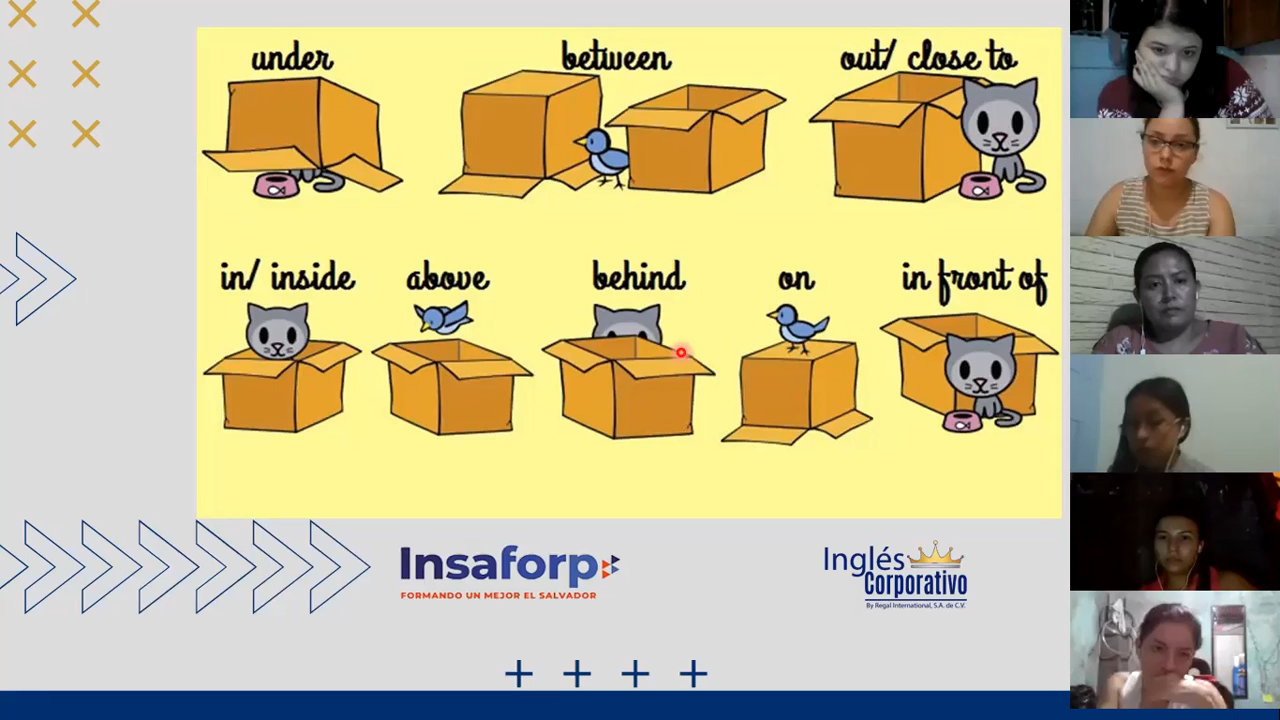 under
between
out/ close to
in/ inside
above
behind
on
in front of
Insaforp
FORMANDO UN MEJOR EL SALVADOR
Inglés
Corporativo
By Regal International, S.A. de C.V.